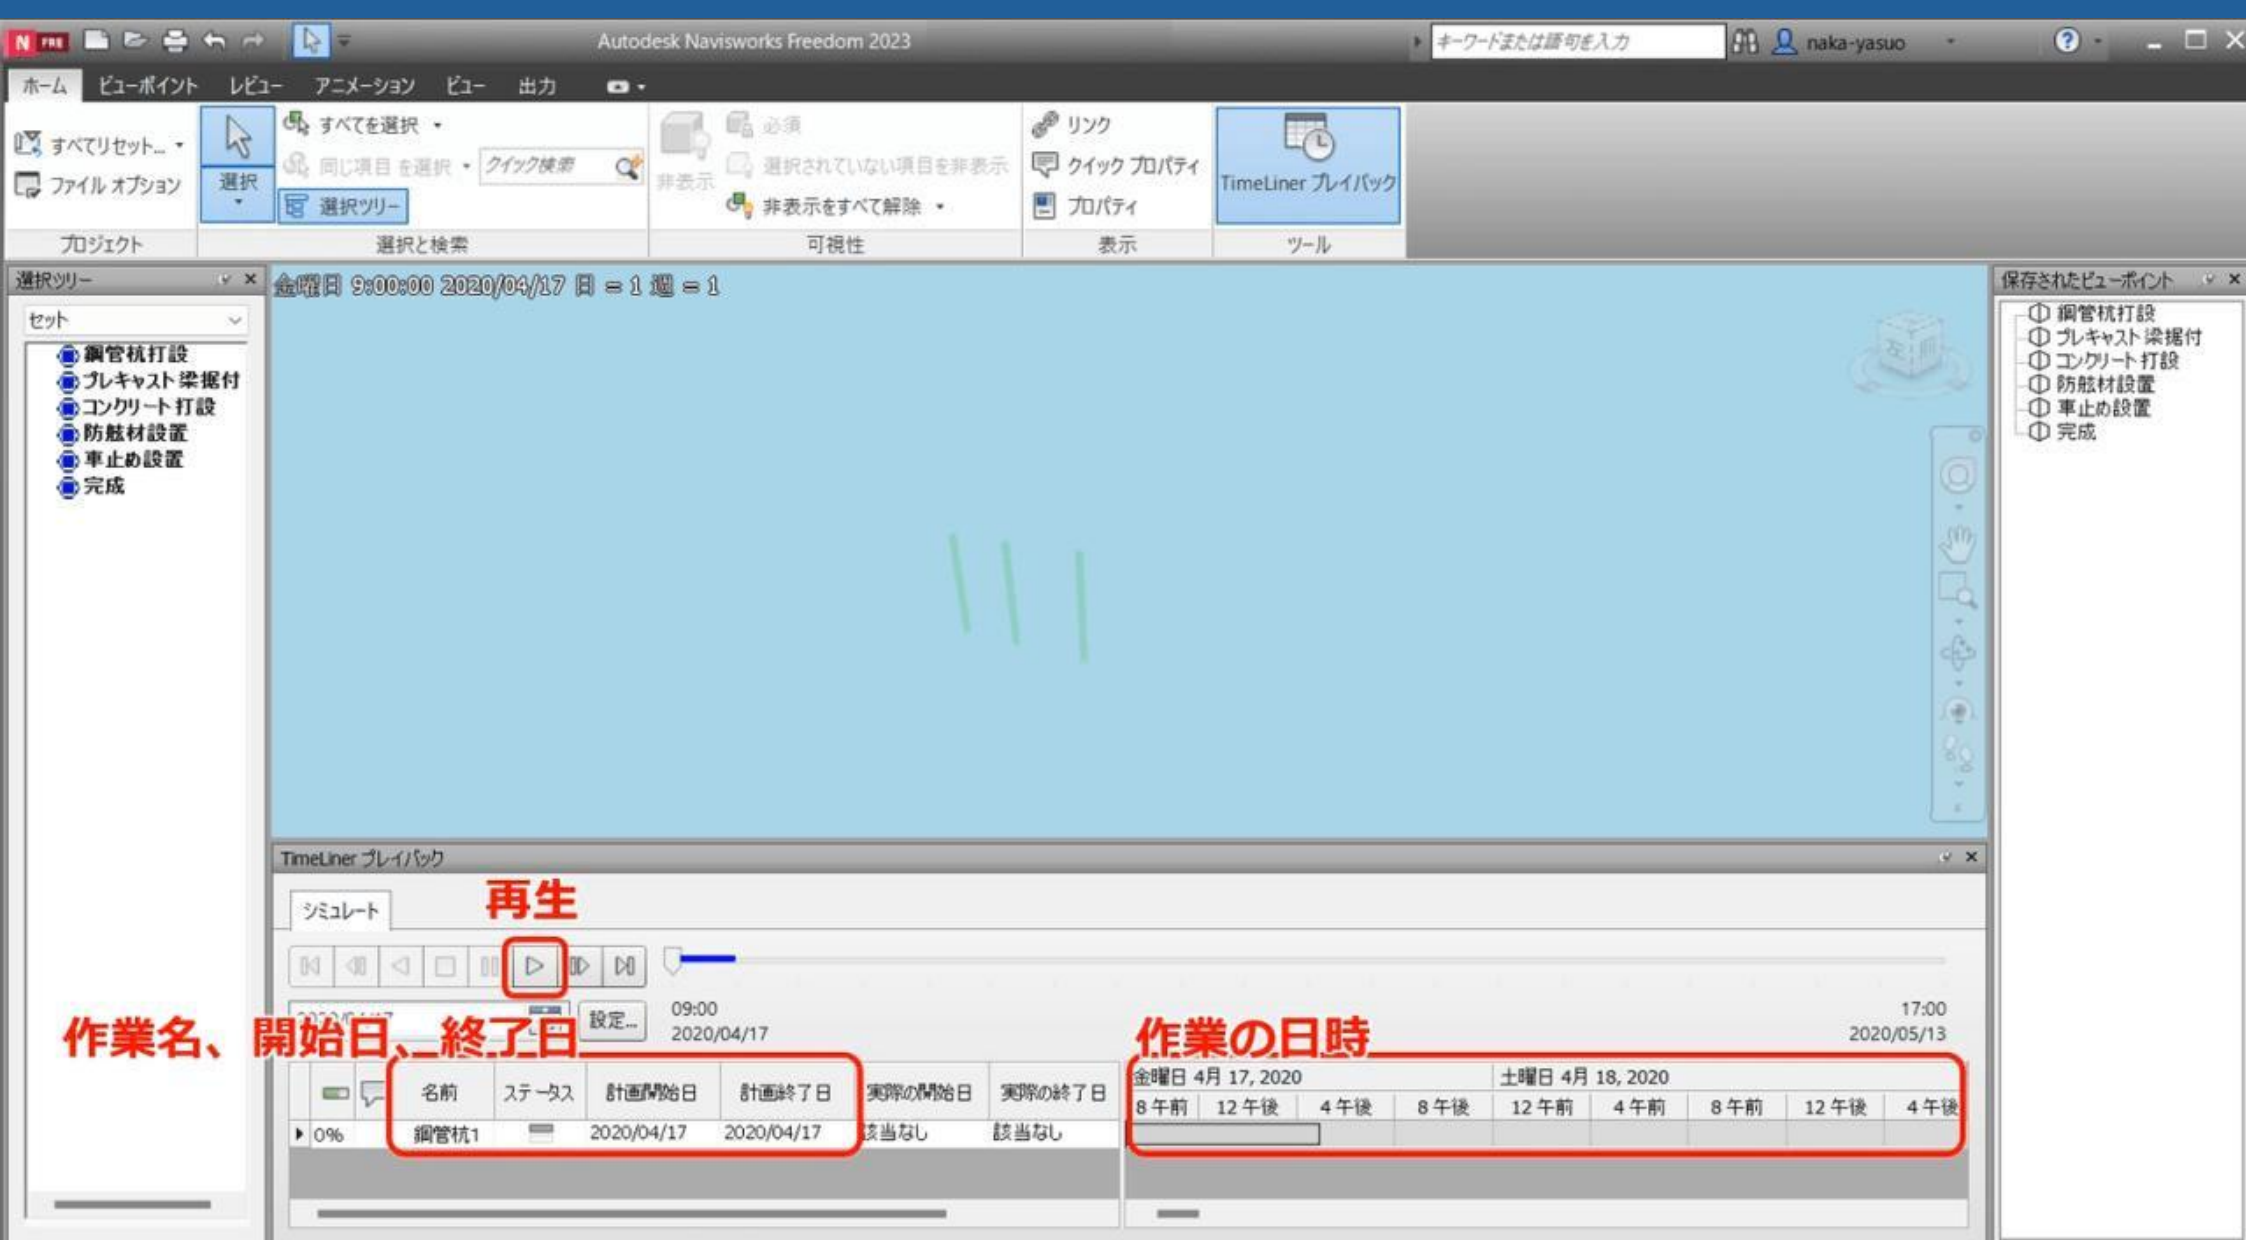 N FRE
Autodesk Navisworks Freedom 2023
キーワードまたは語句を入力
naka-yasuo
ホーム ビューポイント レビュー アニメーション ビュー 出力
すべてリセット...
ファイル オプション
プロジェクト
選択
すべてを選択
同じ項目 を選択
クイック検索
選択ツリー
選択と検索
非表示
必須
選択されていない項目を非表示
非表示をすべて解除
可視性
リンク
クイック プロパティ
プロパティ
表示
TimeLiner プレイバック
ツール
選択ツリー
セット
鋼管杭打設
プレキャスト 梁据付
コンクリート 打設
防舷材設置
車止め設置
完成
金曜日 9:00:00 2020/04/17 日 = 1 週 = 1
左 前
保存されたビューポイント
鋼管杭打設
プレキャスト 梁据付
コンクリート 打設
防舷材設置
車止め設置
完成
TimeLiner プレイバック
シミュレート
再生
設定...
09:00
2020/04/17
17:00
2020/05/13
作業名、開始日、終了日
作業の日時
名前 ステータス 計画開始日 計画終了日 実際の開始日 実際の終了日
0% 鋼管杭1 2020/04/17 2020/04/17 該当なし 該当なし
金曜日 4月 17, 2020 土曜日 4月 18, 2020
8 午前 12 午後 4 午後 8 午後 12 午前 4 午前 8 午前 12 午後 4 午後